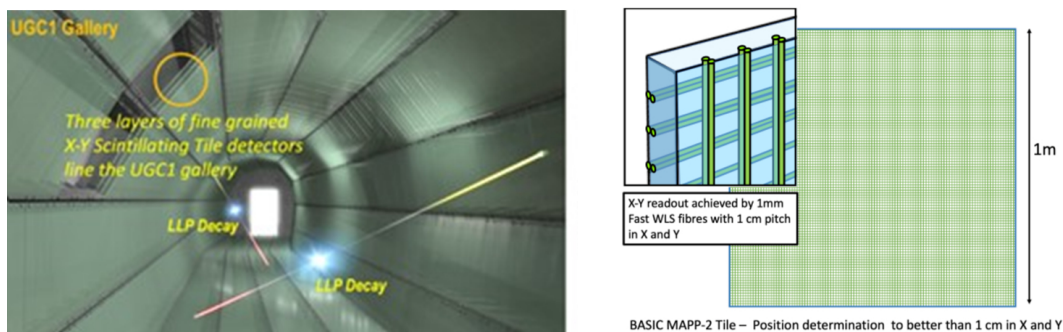 UGC1 Gallery
Three layers of fine grained
X-Y Scintillating Tile detectors
line the UGC1 gallery
LLP Decay
LLP Decay
X-Y readout achieved by 1mm
Fast WLS fibres with 1 cm pitch
in X and Y
1m
BASIC MAPP-2 Tile – Position determination to better than 1 cm in X and Y